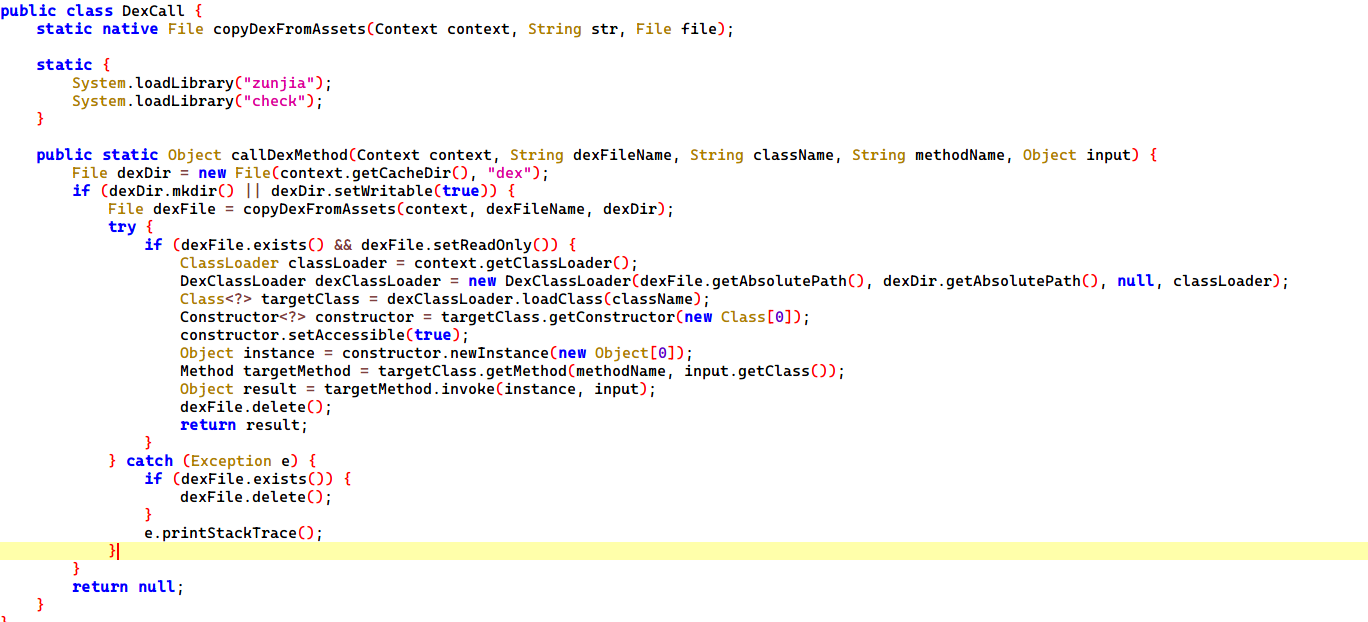 public class DexCall {
    static native File copyDexFromAssets(Context context, String str, File file);

    static {
        System.loadLibrary("zunjia");
        System.loadLibrary("check");
    }

    public static Object callDexMethod(Context context, String dexFileName, String className, String methodName, Object input) {
        File dexDir = new File(context.getCacheDir(), "dex");
        if (dexDir.mkdir() || dexDir.setWritable(true)) {
            File dexFile = copyDexFromAssets(context, dexFileName, dexDir);
            try {
                if (dexFile.exists() && dexFile.setReadOnly()) {
                    ClassLoader classLoader = context.getClassLoader();
                    DexClassLoader dexClassLoader = new DexClassLoader(dexFile.getAbsolutePath(), dexDir.getAbsolutePath(), null, classLoader);
                    Class<?> targetClass = dexClassLoader.loadClass(className);
                    Constructor<?> constructor = targetClass.getConstructor(new Class[0]);
                    constructor.setAccessible(true);
                    Object instance = constructor.newInstance(new Object[0]);
                    Method targetMethod = targetClass.getMethod(methodName, input.getClass());
                    Object result = targetMethod.invoke(instance, input);
                    dexFile.delete();
                    return result;
                }
            } catch (Exception e) {
                if (dexFile.exists()) {
                    dexFile.delete();
                }
                e.printStackTrace();
            }
        }
        return null;
    }
}